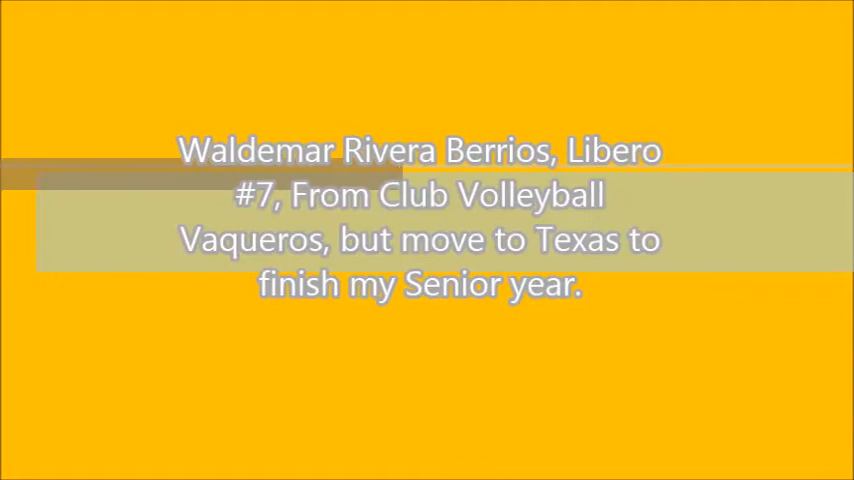 Waldemar Rivera Berrios, Libero
#7, From Club Volleyball
Vaqueros, but move to Texas to
finish my Senior year.